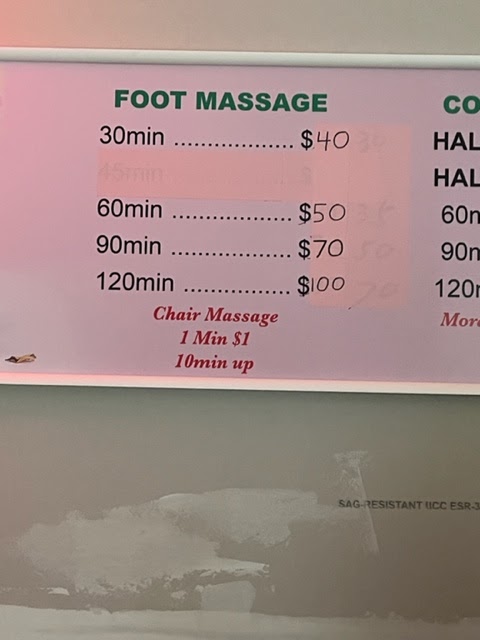 FOOT MASSAGE
30min .................. $40
45min
60min .................. $50
90min .................. $70
120min ................ $100
Chair Massage
1 Min $1
10min up
CO
HAL
HAL
60m
90m
120m
More
SAG-RESISTANT IICC ESR-3